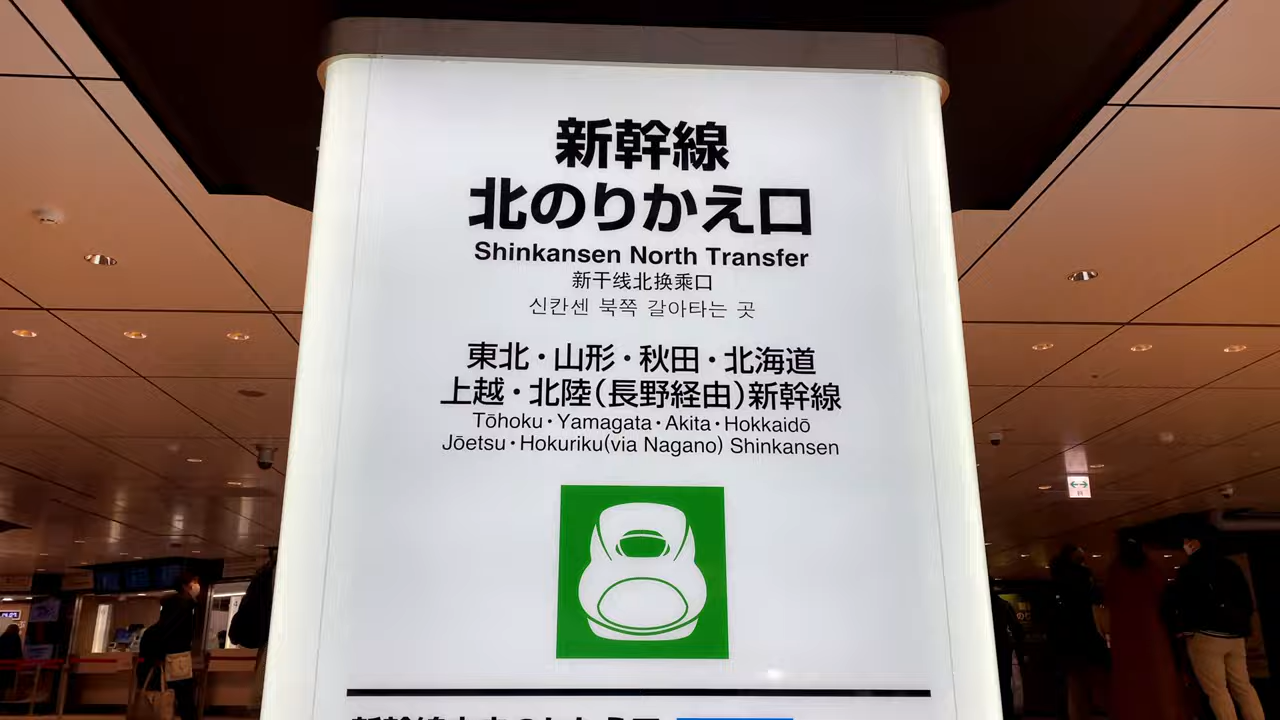 新幹線
北のりかえ口
Shinkansen North Transfer
新干线北换乘口
신칸센 북쪽 갈아타는 곳
東北・山形・秋田・北海道
上越・北陸(長野経由)新幹線
Tōhoku・Yamagata・Akita・Hokkaidō
Jōetsu・Hokuriku(via Nagano) Shinkansen